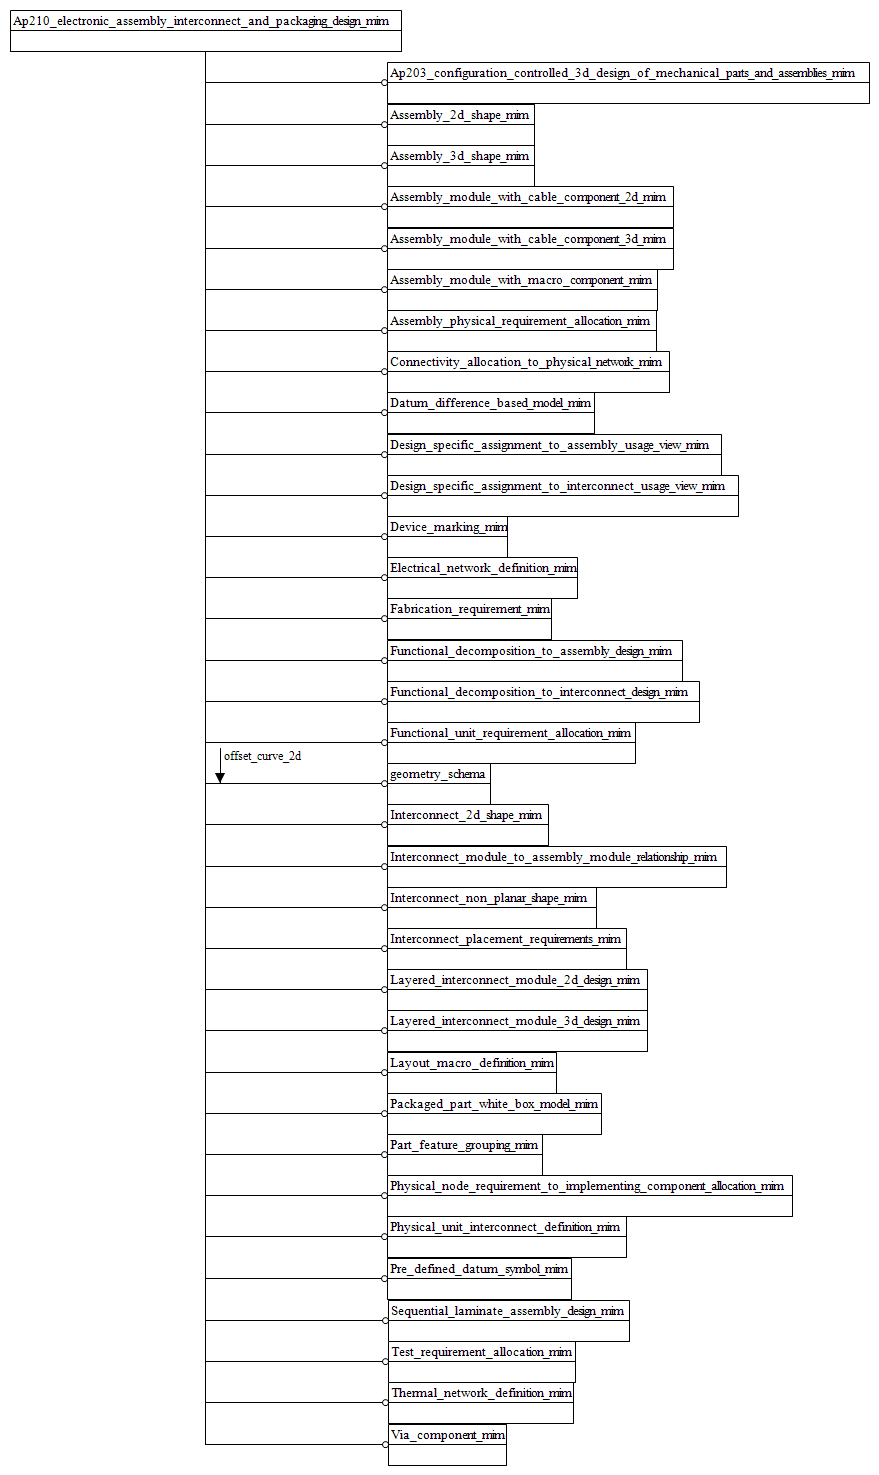 Ap210_electronic_assembly_interconnect_and_packaging_design_mim
Ap203_configuration_controlled_3d_design_of_mechanical_parts_and_assemblies_mim
Assembly_2d_shape_mim
Assembly_3d_shape_mim
Assembly_module_with_cable_component_2d_mim
Assembly_module_with_cable_component_3d_mim
Assembly_module_with_macro_component_mim
Assembly_physical_requirement_allocation_mim
Connectivity_allocation_to_physical_network_mim
Datum_difference_based_model_mim
Design_specific_assignment_to_assembly_usage_view_mim
Design_specific_assignment_to_interconnect_usage_view_mim
Device_marking_mim
Electrical_network_definition_mim
Fabrication_requirement_mim
Functional_decomposition_to_assembly_design_mim
Functional_decomposition_to_interconnect_design_mim
Functional_unit_requirement_allocation_mim
offset_curve_2d
geometry_schema
Interconnect_2d_shape_mim
Interconnect_module_to_assembly_module_relationship_mim
Interconnect_non_planar_shape_mim
Interconnect_placement_requirements_mim
Layered_interconnect_module_2d_design_mim
Layered_interconnect_module_3d_design_mim
Layout_macro_definition_mim
Packaged_part_white_box_model_mim
Part_feature_grouping_mim
Physical_node_requirement_to_implementing_component_allocation_mim
Physical_unit_interconnect_definition_mim
Pre_defined_datum_symbol_mim
Sequential_laminate_assembly_design_mim
Test_requirement_allocation_mim
Thermal_network_definition_mim
Via_component_mim